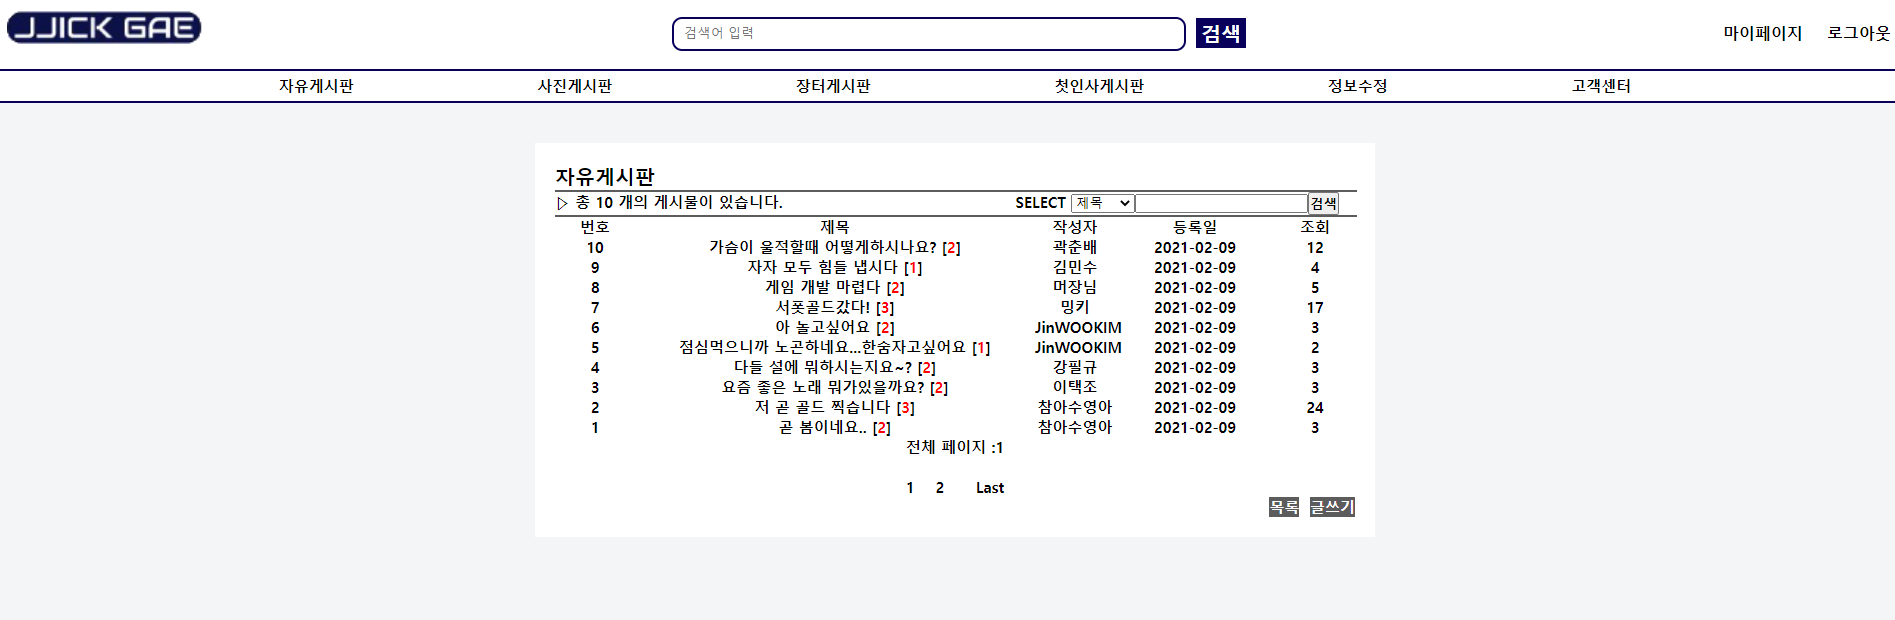 JJICK GAE 검색어 입력 검색 마이페이지 로그아웃
자유게시판 사진게시판 장터게시판 첫인사게시판 정보수정 고객센터
자유게시판
▷ 총 10 개의 게시물이 있습니다. SELECT 제목 검색
번호 제목 작성자 등록일 조회
10 가슴이 울적할때 어떻게하시나요? [2] 곽춘배 2021-02-09 12
9 자자 모두 힘들 냅시다 [1] 김민수 2021-02-09 4
8 게임 개발 마렵다 [2] 머장님 2021-02-09 5
7 서폿골드갔다! [3] 밍키 2021-02-09 17
6 아 놀고싶어요 [2] JinWOOKIM 2021-02-09 3
5 점심먹으니까 노곤하네요...한숨자고싶어요 [1] JinWOOKIM 2021-02-09 2
4 다들 설에 뭐하시는지요~? [2] 강필규 2021-02-09 3
3 요즘 좋은 노래 뭐가있을까요? [2] 이택조 2021-02-09 3
2 저 곧 골드 찍습니다 [3] 참아수영아 2021-02-09 24
1 곧 봄이네요.. [2] 참아수영아 2021-02-09 3
전체 페이지 :1
1 2 Last
목록 글쓰기